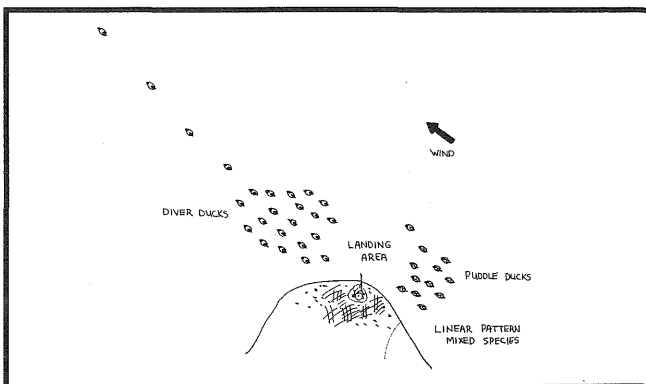 WIND
DIVER DUCKS
LANDING
AREA
PUDDLE DUCKS
LINEAR PATTERN
MIXED SPECIES